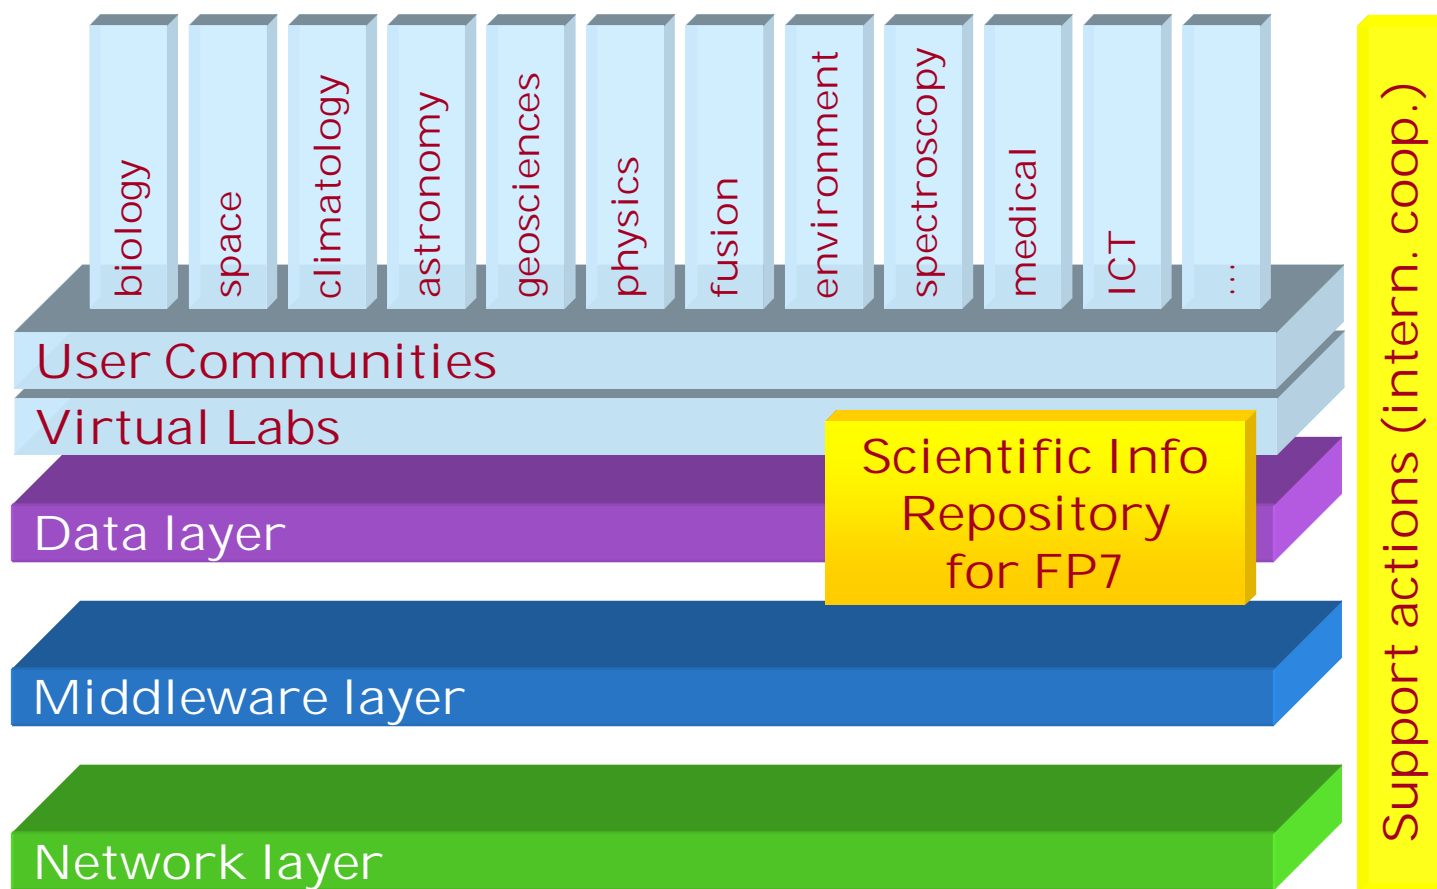 biology
space
climatology
astronomy
geosciences
physics
fusion
environment
spectroscopy
medical
ICT
...
User Communities
Virtual Labs
Scientific Info
Repository
for FP7
Data layer
Middleware layer
Network layer
Support actions (intern. coop.)